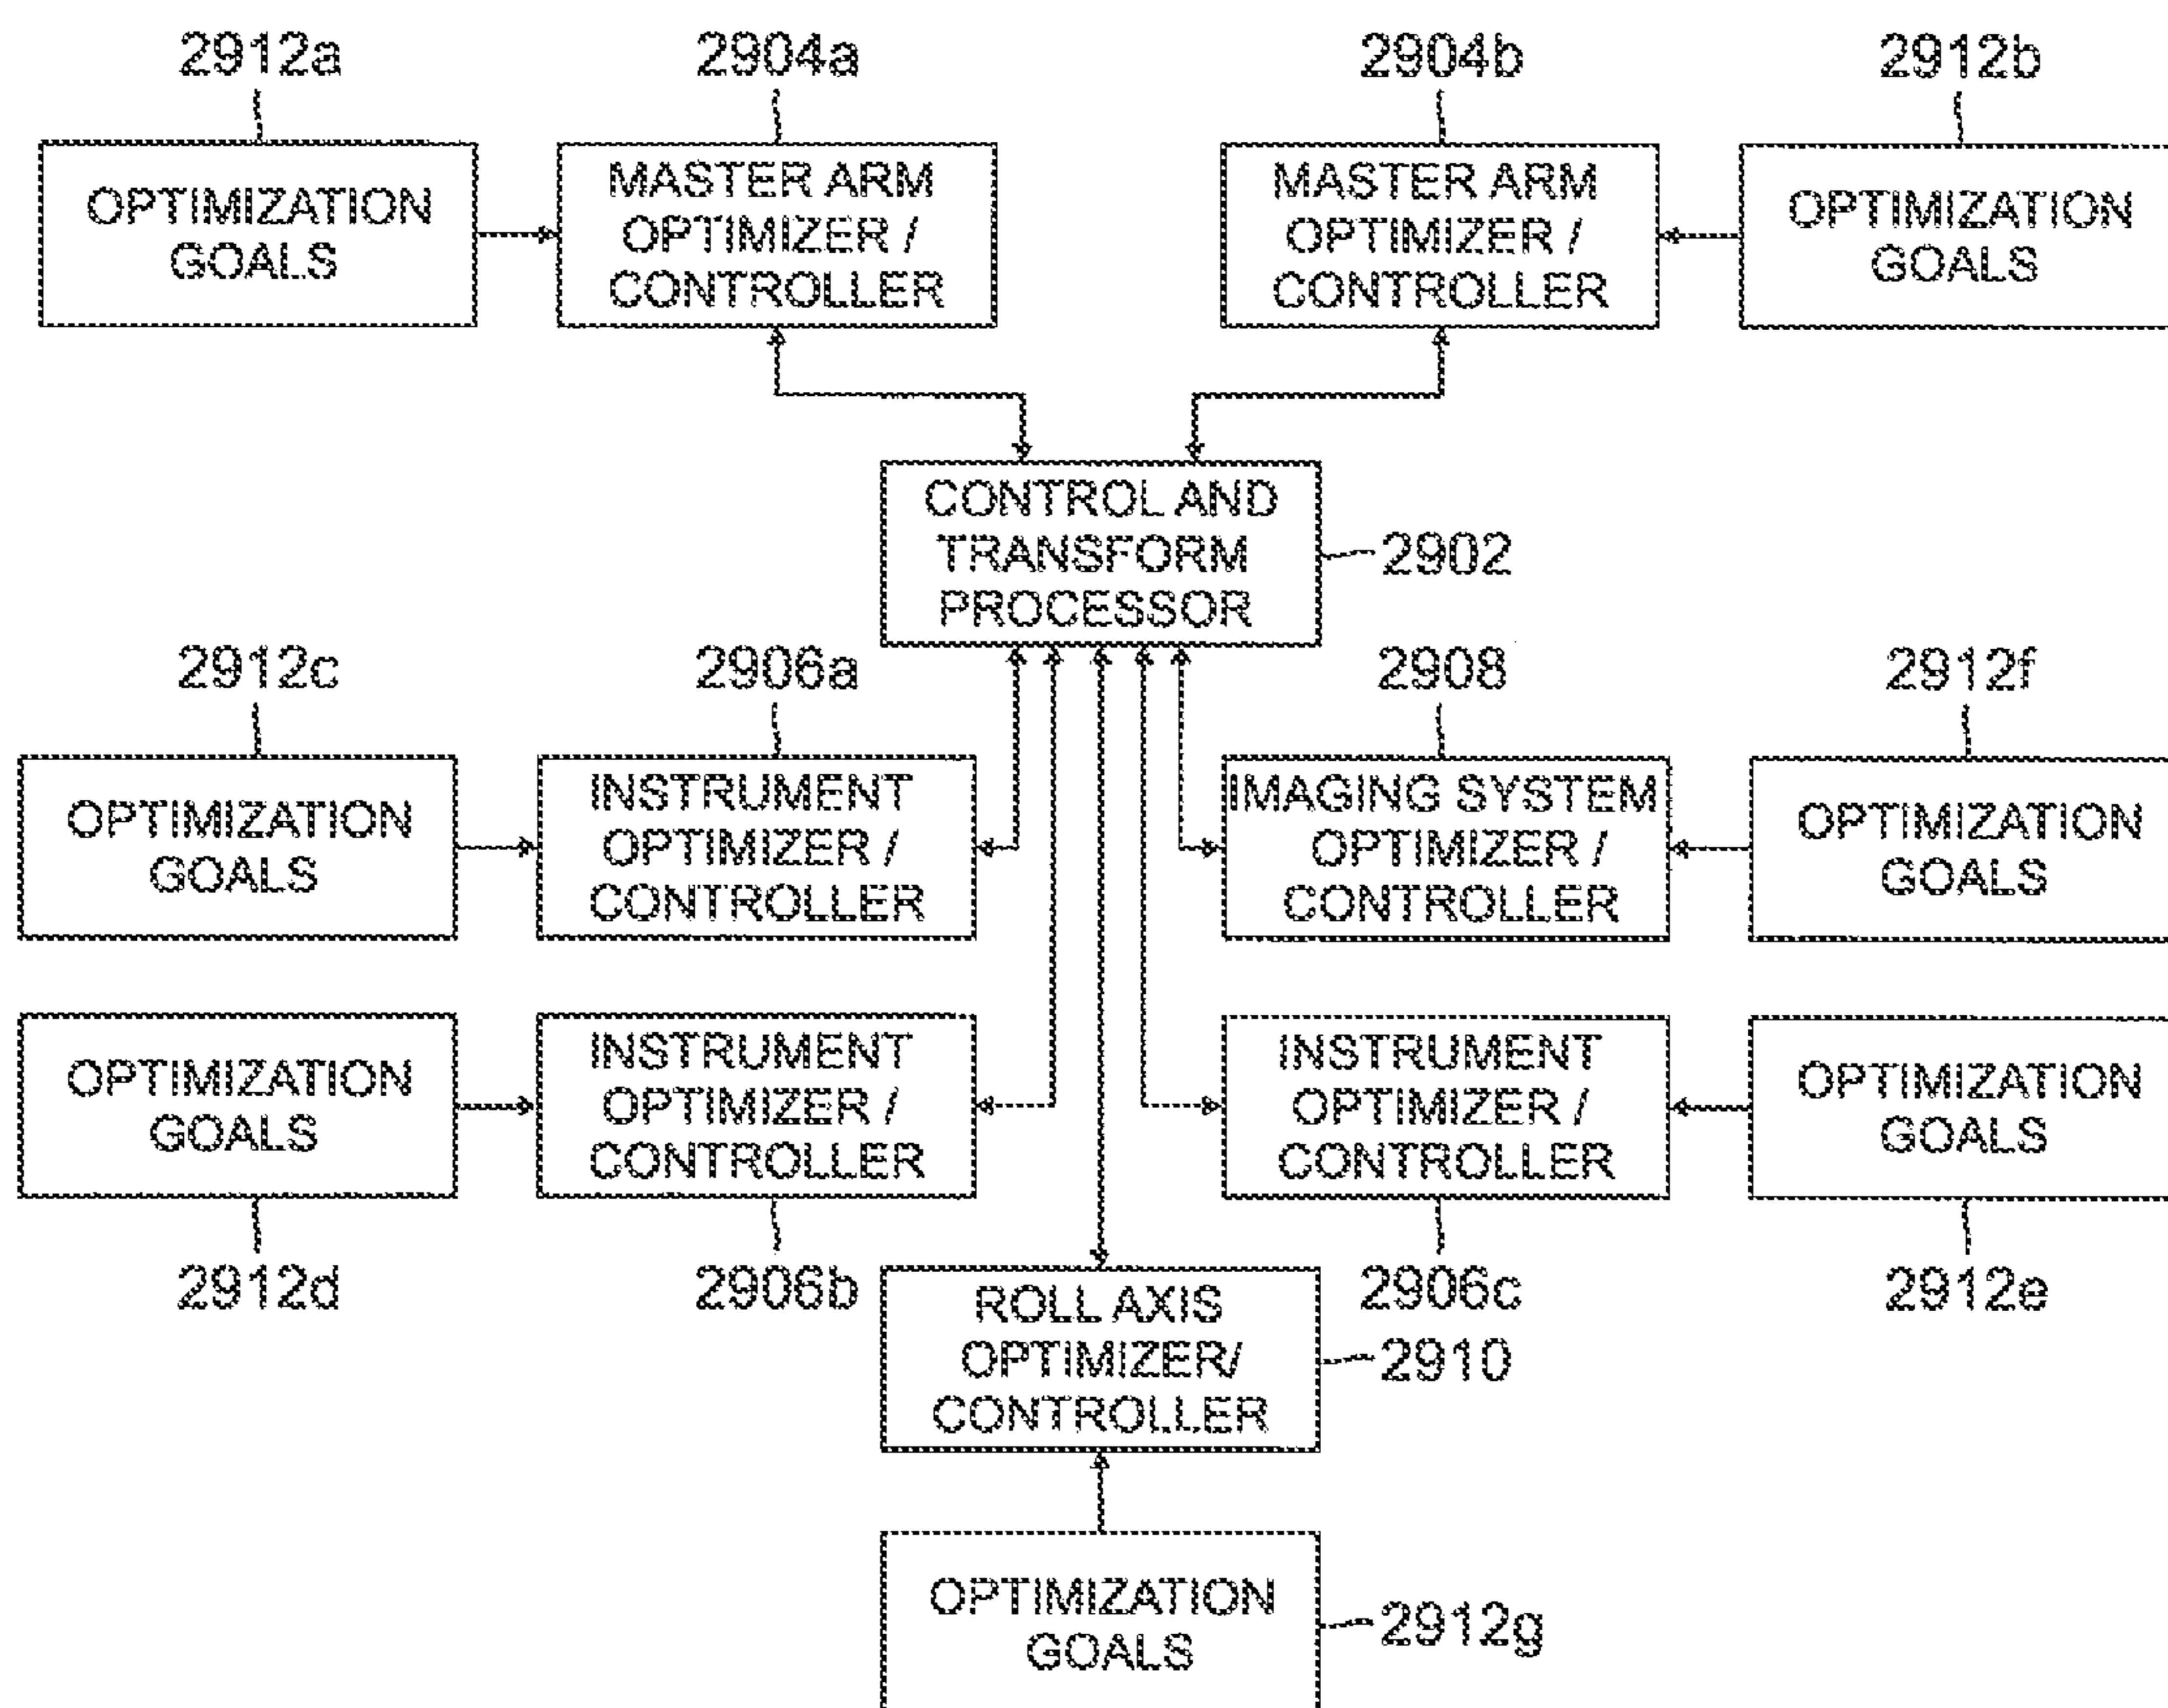 2912a
2904a
2904b
2912b
OPTIMIZATION
GOALS
MASTER ARM
OPTIMIZER /
CONTROLLER
MASTER ARM
OPTIMIZER /
CONTROLLER
OPTIMIZATION
GOALS
CONTROL AND
TRANSFORM
PROCESSOR
2902
2912c
2906a
2908
2912f
OPTIMIZATION
GOALS
INSTRUMENT
OPTIMIZER /
CONTROLLER
IMAGING SYSTEM
OPTIMIZER /
CONTROLLER
OPTIMIZATION
GOALS
OPTIMIZATION
GOALS
INSTRUMENT
OPTIMIZER /
CONTROLLER
INSTRUMENT
OPTIMIZER /
CONTROLLER
OPTIMIZATION
GOALS
2912d
2906b
2906c
2912e
ROLL AXIS
OPTIMIZER/
CONTROLLER
2910
OPTIMIZATION
GOALS
2912g